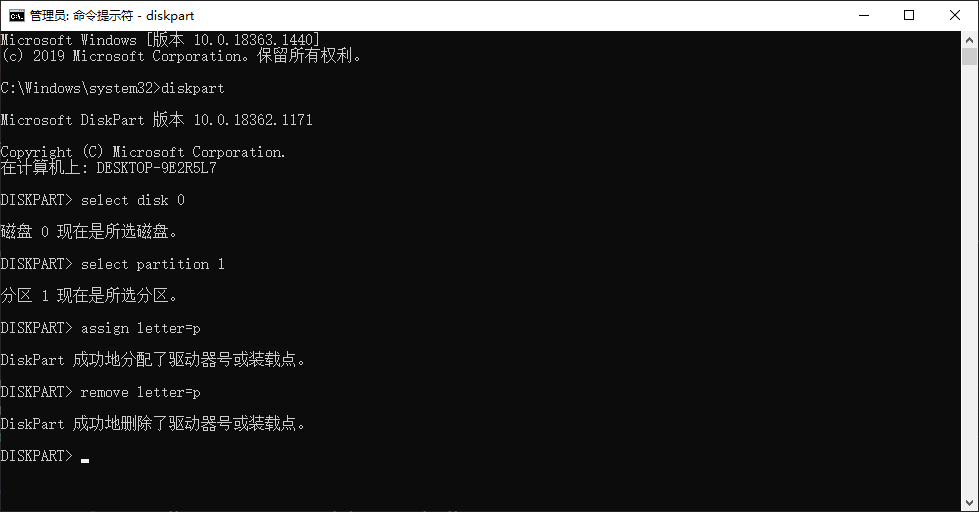 管理员: 命令提示符 - diskpart
Microsoft Windows [版本 10.0.18363.1440]
(c) 2019 Microsoft Corporation。保留所有权利。
C:\Windows\system32>diskpart
Microsoft DiskPart 版本 10.0.18362.1171
Copyright (C) Microsoft Corporation.
在计算机上: DESKTOP-9E2R5L7
DISKPART> select disk 0
磁盘 0 现在是所选磁盘。
DISKPART> select partition 1
分区 1 现在是所选分区。
DISKPART> assign letter=p
DiskPart 成功地分配了驱动器号或装载点。
DISKPART> remove letter=p
DiskPart 成功地删除了驱动器号或装载点。
DISKPART>